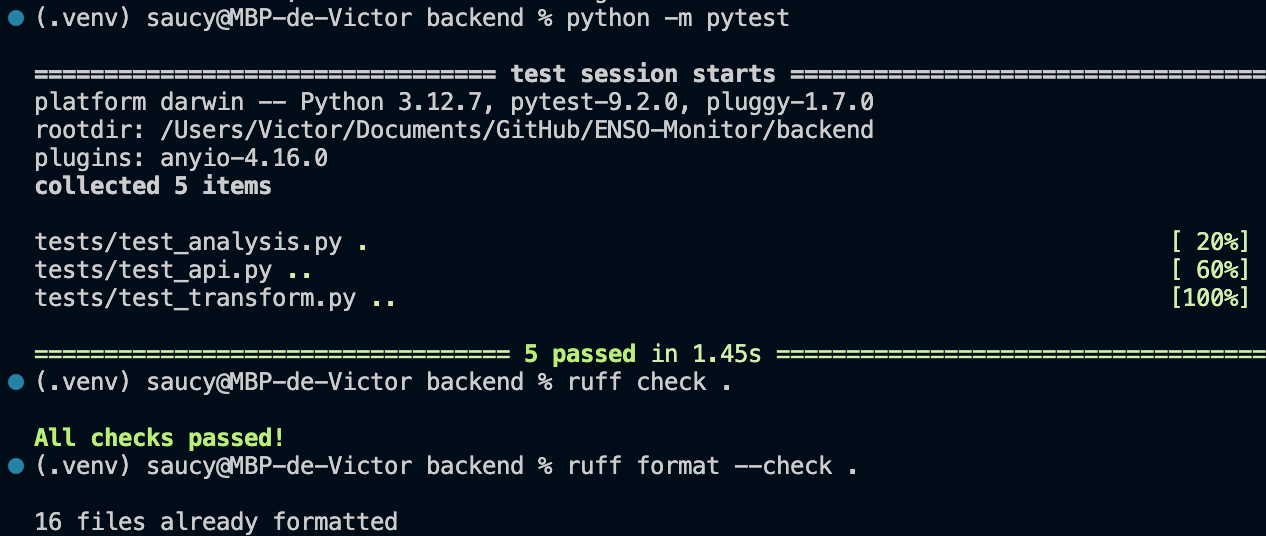 (.venv) saucy@MBP-de-Victor backend % python -m pytest
================================= test session starts ==================================
platform darwin -- Python 3.12.7, pytest-9.2.0, pluggy-1.7.0
rootdir: /Users/Victor/Documents/GitHub/ENSO-Monitor/backend
plugins: anyio-4.16.0
collected 5 items
tests/test_analysis.py . [ 20%]
tests/test_api.py .. [ 60%]
tests/test_transform.py .. [100%]
================================== 5 passed in 1.45s ===================================
(.venv) saucy@MBP-de-Victor backend % ruff check .
All checks passed!
(.venv) saucy@MBP-de-Victor backend % ruff format --check .
16 files already formatted